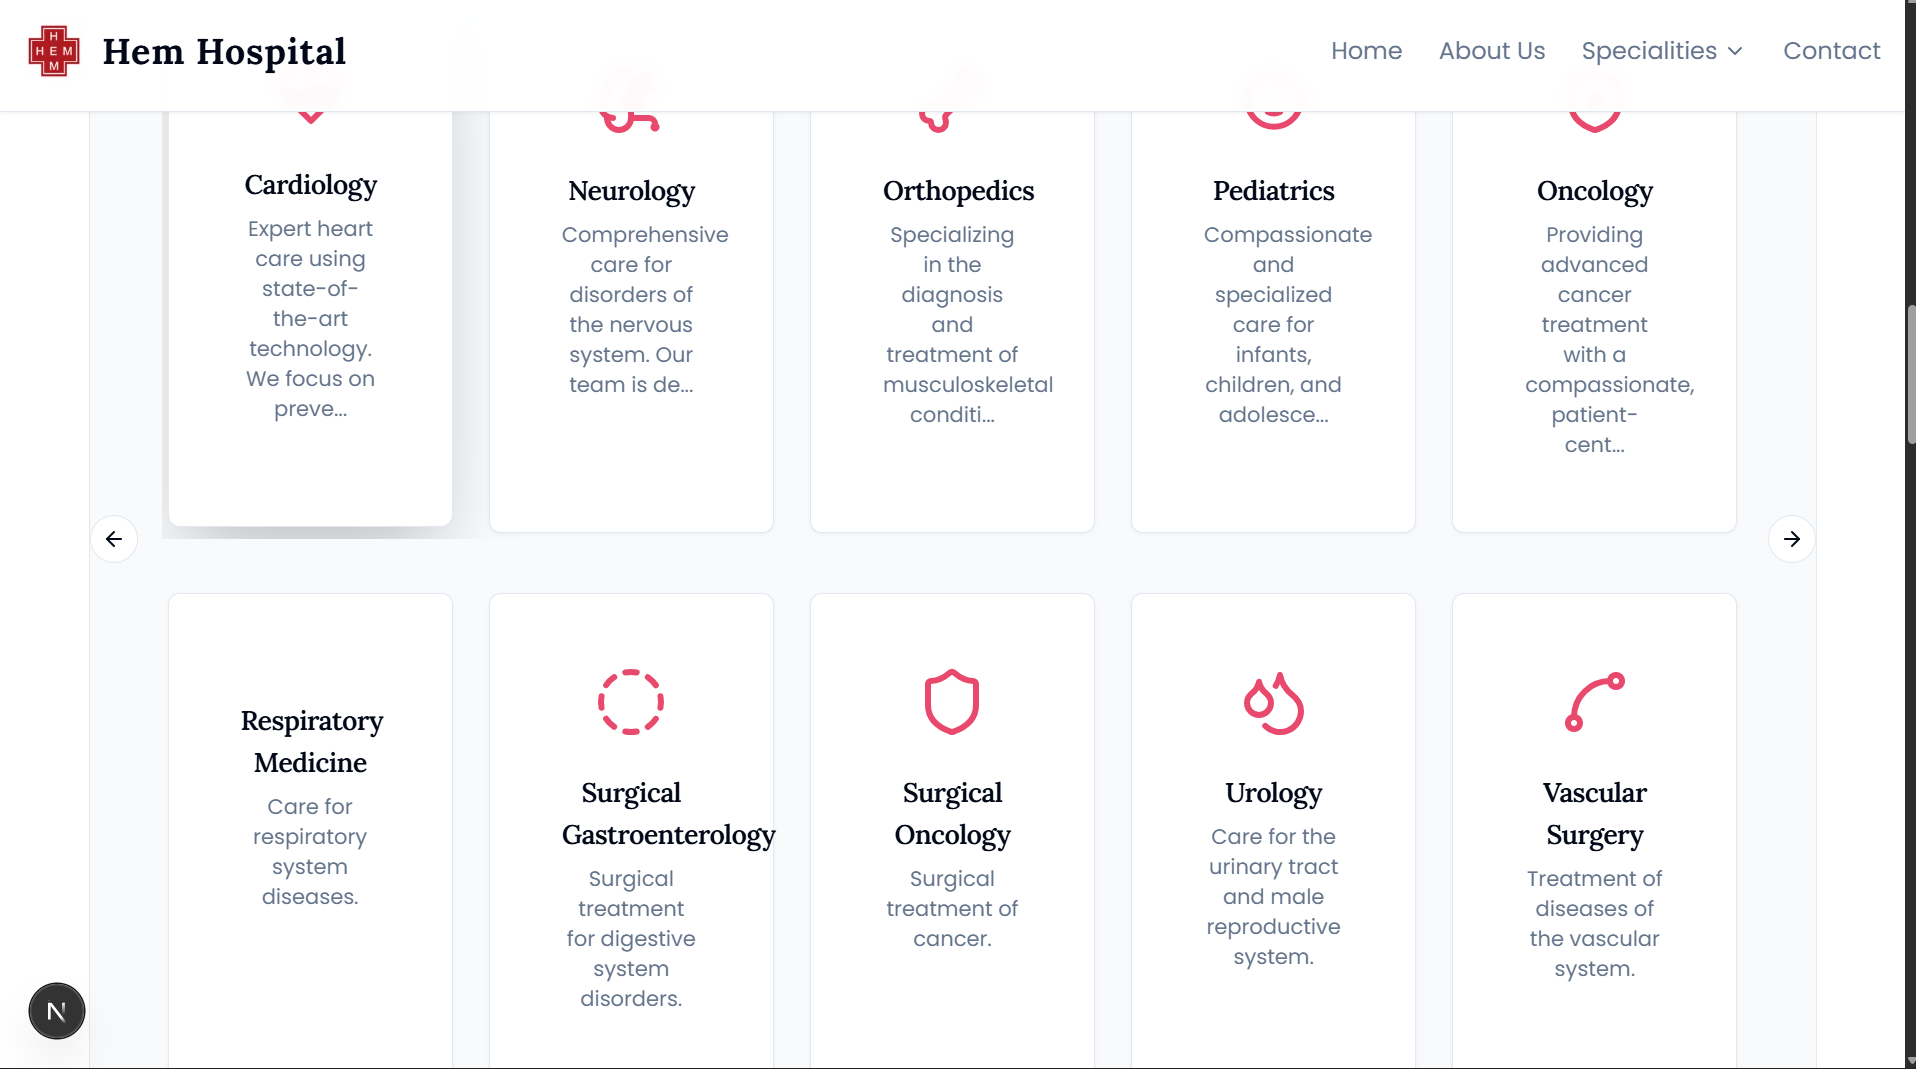 H
HEM
M
Hem Hospital
Home
About Us
Specialities
Contact
Cardiology
Expert heart
care using
state-of-
the-art
technology.
We focus on
preve...
Neurology
Comprehensive
care for
disorders of
the nervous
system. Our
team is de...
Orthopedics
Specializing
in the
diagnosis
and
treatment of
musculoskeletal
conditi...
Pediatrics
Compassionate
and
specialized
care for
infants,
children, and
adolesce...
Oncology
Providing
advanced
cancer
treatment
with a
compassionate,
patient-
cent...
Respiratory
Medicine
Care for
respiratory
system
diseases.
Surgical
Gastroenterology
Surgical
treatment
for digestive
system
disorders.
Surgical
Oncology
Surgical
treatment of
cancer.
Urology
Care for the
urinary tract
and male
reproductive
system.
Vascular
Surgery
Treatment of
diseases of
the vascular
system.
N